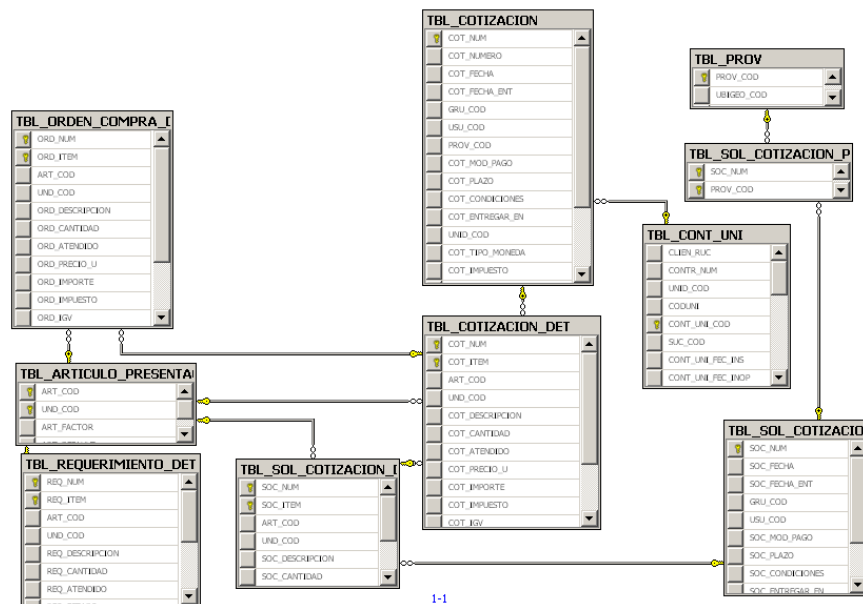 TBL_COTIZACION
COT_NUM
COT_NUMERO
COT_FECHA
COT_FECHA_ENT
GRU_COD
USU_COD
PROV_COD
COT_MOD_PAGO
COT_PLAZO
COT_CONDICIONES
COT_ENTREGAR_EN
UNID_COD
COT_TIPO_MONEDA
COT_IMPUESTO
TBL_PROV
PROV_COD
UBIGEO_COD
TBL_ORDEN_COMPRA_D
ORD_NUM
ORD_ITEM
ART_COD
UND_COD
ORD_DESCRIPCION
ORD_CANTIDAD
ORD_ATENDIDO
ORD_PRECIO_U
ORD_IMPORTE
ORD_IMPUESTO
ORD_IGV
TBL_SOL_COTIZACION_P
SOC_NUM
PROV_COD
TBL_CONT_UNI
CLIEN_RUC
CONTR_NUM
UNID_COD
CODUNI
CONT_UNI_COD
SUC_COD
CONT_UNI_FEC_INS
CONT_UNI_FEC_INOP
TBL_COTIZACION_DET
COT_NUM
COT_ITEM
ART_COD
UND_COD
COT_DESCRIPCION
COT_CANTIDAD
COT_ATENDIDO
COT_PRECIO_U
COT_IMPORTE
COT_IMPUESTO
COT_IGV
TBL_ARTICULO_PRESENTA
ART_COD
UND_COD
ART_FACTOR
TBL_REQUERIMIENTO_DET
REQ_NUM
REQ_ITEM
ART_COD
UND_COD
REQ_DESCRIPCION
REQ_CANTIDAD
REQ_ATENDIDO
TBL_SOL_COTIZACION_D
SOC_NUM
SOC_ITEM
ART_COD
UND_COD
SOC_DESCRIPCION
SOC_CANTIDAD
TBL_SOL_COTIZACIO
SOC_NUM
SOC_FECHA
SOC_FECHA_ENT
GRU_COD
USU_COD
SOC_MOD_PAGO
SOC_PLAZO
SOC_CONDICIONES
SOC_ENTREGAR_EN
1-1